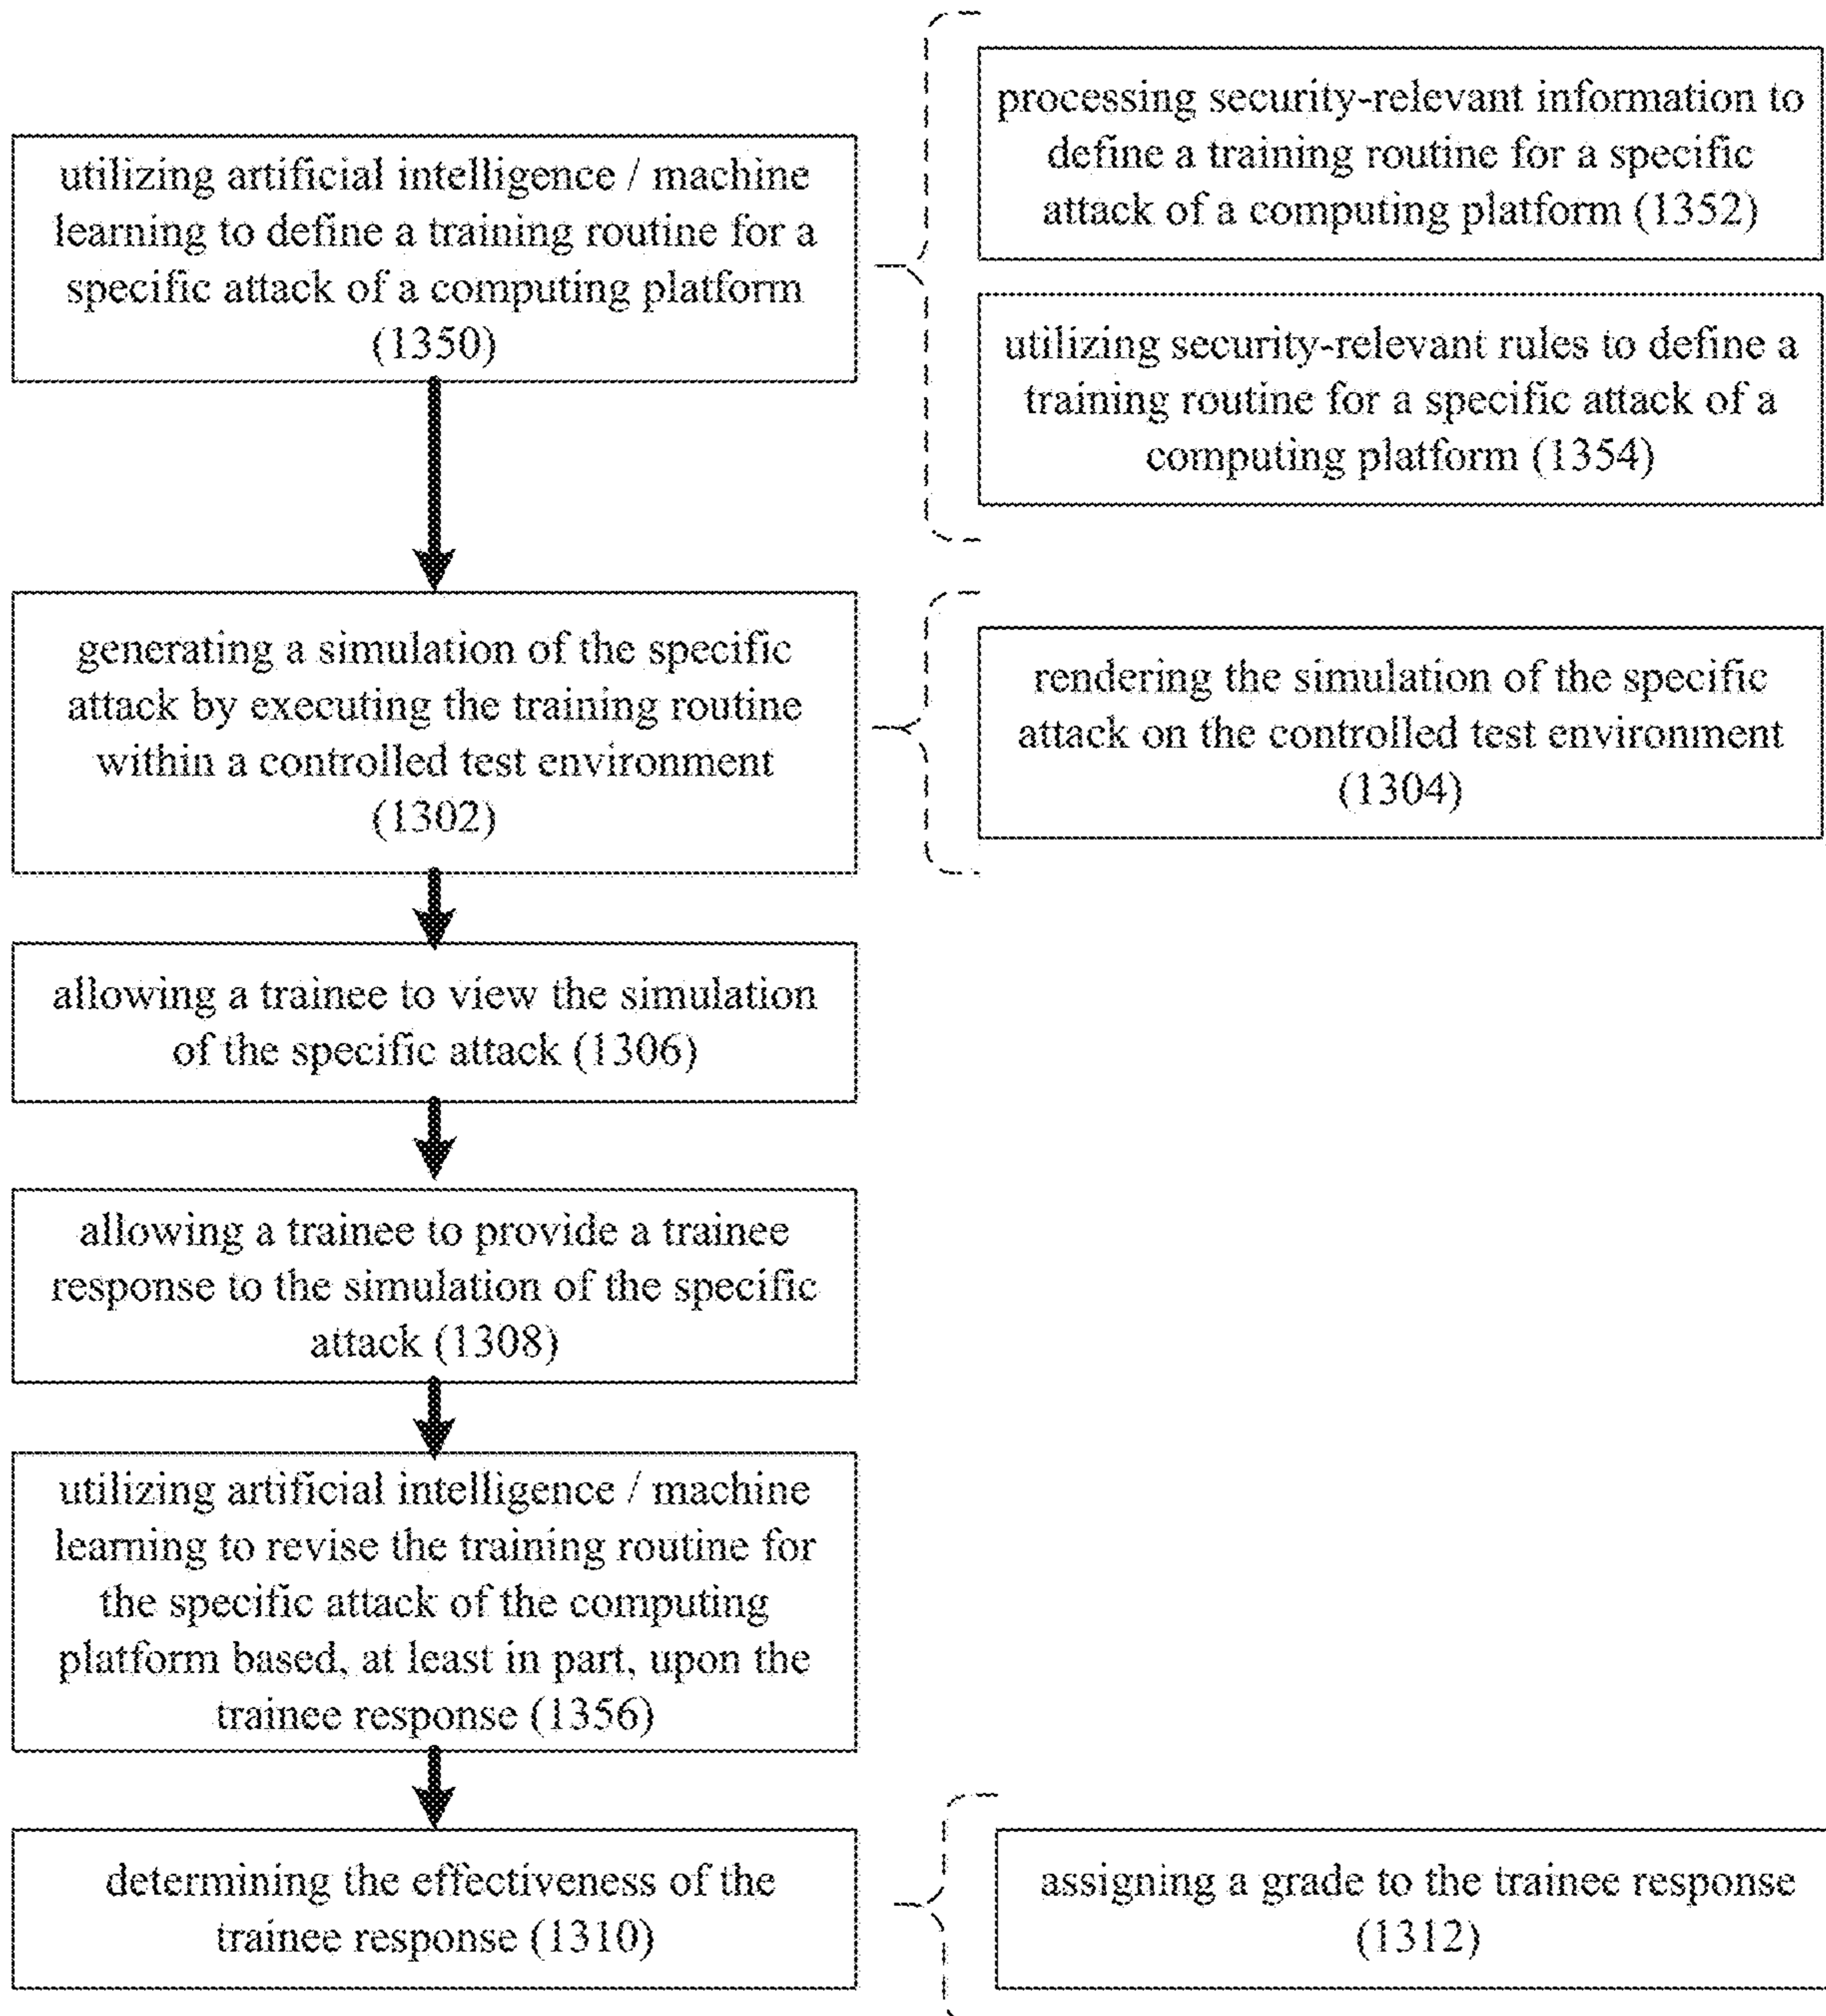 utilizing artificial intelligence / machine
learning to define a training routine for a
specific attack of a computing platform
(1350)
processing security-relevant information to
define a training routine for a specific
attack of a computing platform (1352)
utilizing security-relevant rules to define a
training routine for a specific attack of a
computing platform (1354)
generating a simulation of the specific
attack by executing the training routine
within a controlled test environment
(1302)
rendering the simulation of the specific
attack on the controlled test environment
(1304)
allowing a trainee to view the simulation
of the specific attack (1306)
allowing a trainee to provide a trainee
response to the simulation of the specific
attack (1308)
utilizing artificial intelligence / machine
learning to revise the training routine for
the specific attack of the computing
platform based, at least in part, upon the
trainee response (1356)
determining the effectiveness of the
trainee response (1310)
assigning a grade to the trainee response
(1312)